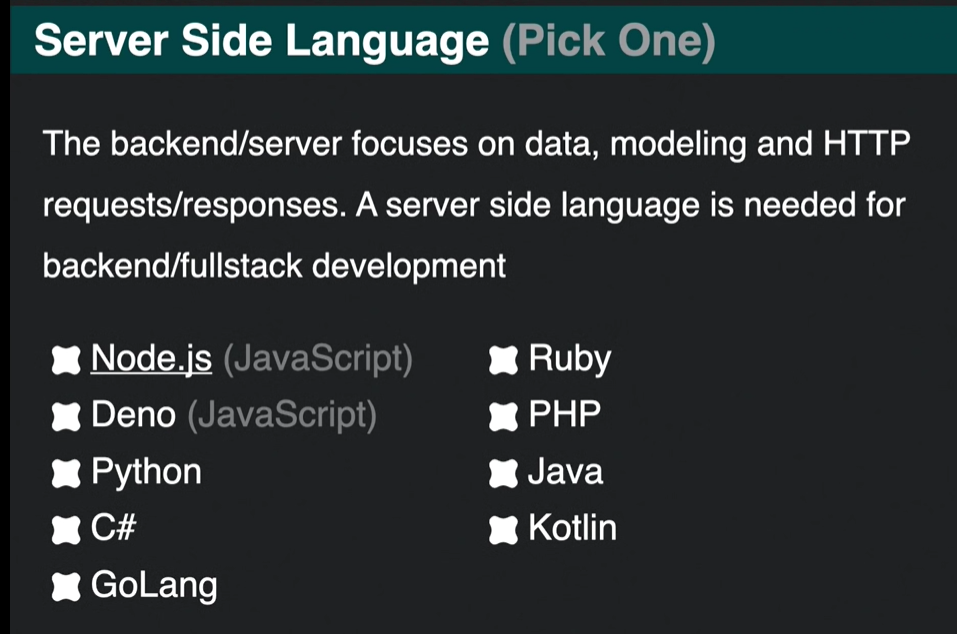 Server Side Language (Pick One)
The backend/server focuses on data, modeling and HTTP
requests/responses. A server side language is needed for
backend/fullstack development
Node.js (JavaScript)
Deno (JavaScript)
Python
C#
GoLang
Ruby
PHP
Java
Kotlin